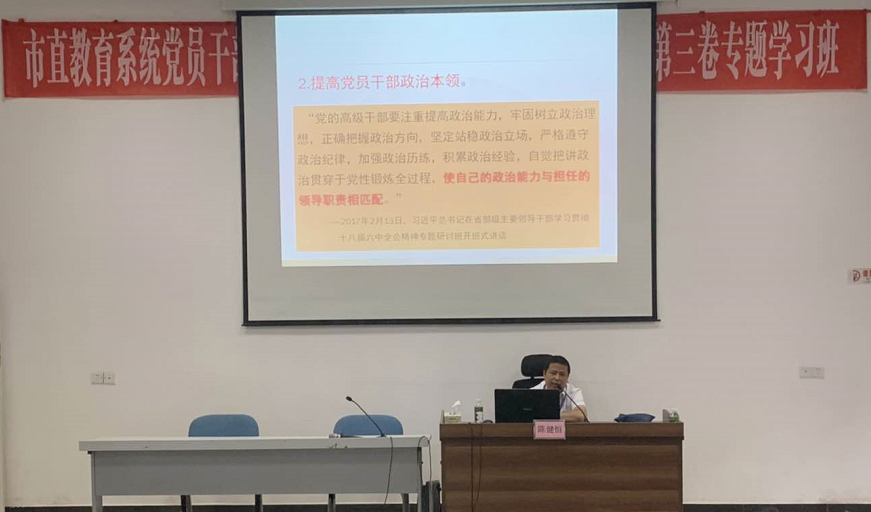 市直教育系统党员干部
第三卷专题学习班
2.提高党员干部政治本领。
“党的高级干部要注重提高政治能力，牢固树立政治理
想，正确把握政治方向，坚定站稳政治立场，严格遵守
政治纪律，加强政治历练，积累政治经验，自觉把讲政
治贯穿于党性锻炼全过程，使自己的政治能力与担任的
领导职责相匹配。”
——2017年2月13日，习近平总书记在省部级主要领导干部学习贯彻
十八届六中全会精神专题研讨班开班式讲话
陈健恒